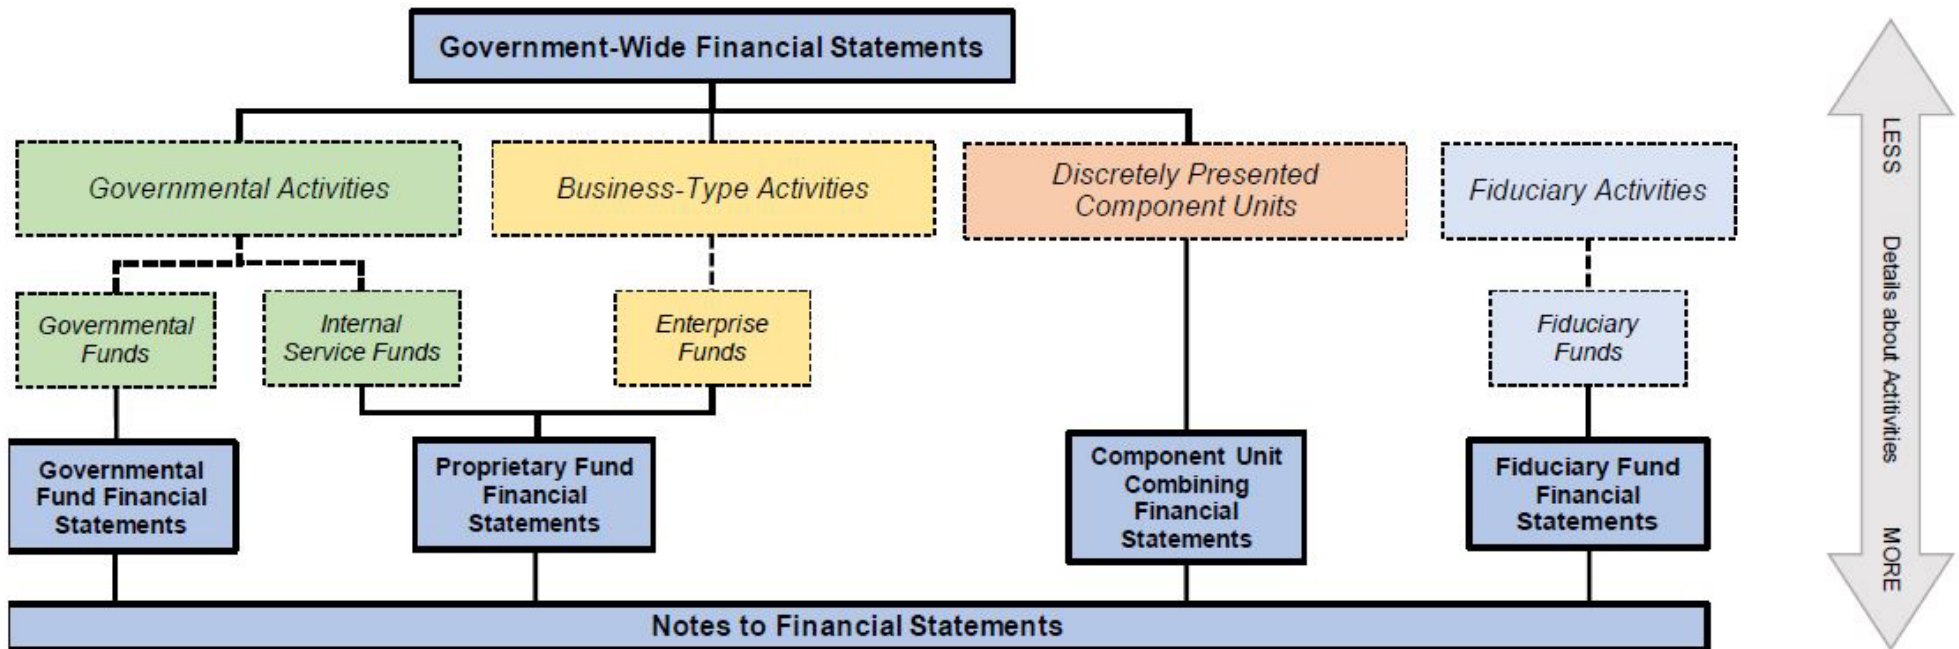 Government-Wide Financial Statements
Governmental Activities
Business-Type Activities
Discretely Presented
Component Units
Fiduciary Activities
Governmental
Funds
Internal
Service Funds
Enterprise
Funds
Fiduciary
Funds
Governmental
Fund Financial
Statements
Proprietary Fund
Financial
Statements
Component Unit
Combining
Financial
Statements
Fiduciary Fund
Financial
Statements
Notes to Financial Statements
LESS Details about Actitivities MORE